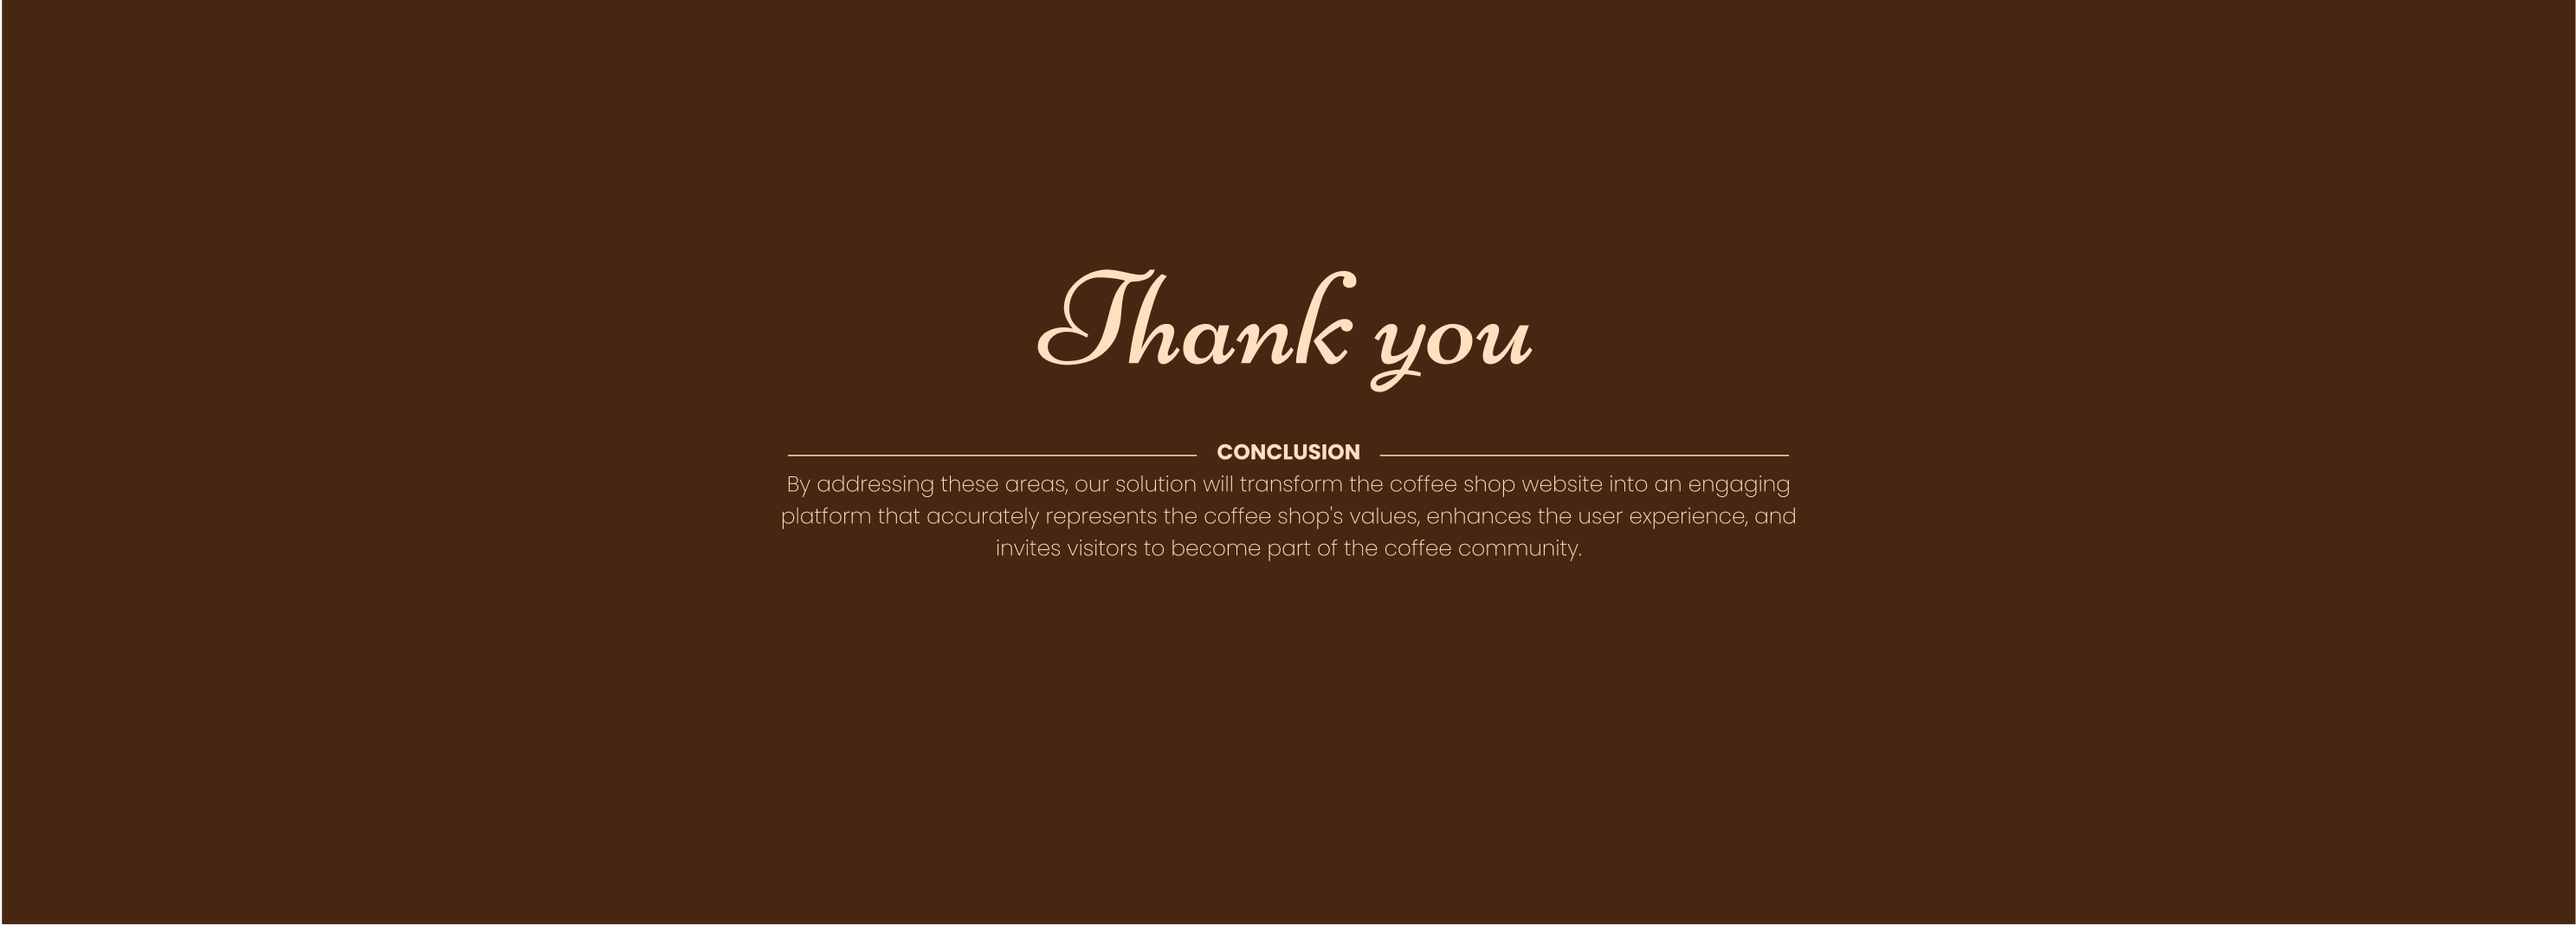 Thank you
CONCLUSION
By addressing these areas, our solution will transform the coffee shop website into an engaging
platform that accurately represents the coffee shop's values, enhances the user experience, and
invites visitors to become part of the coffee community.